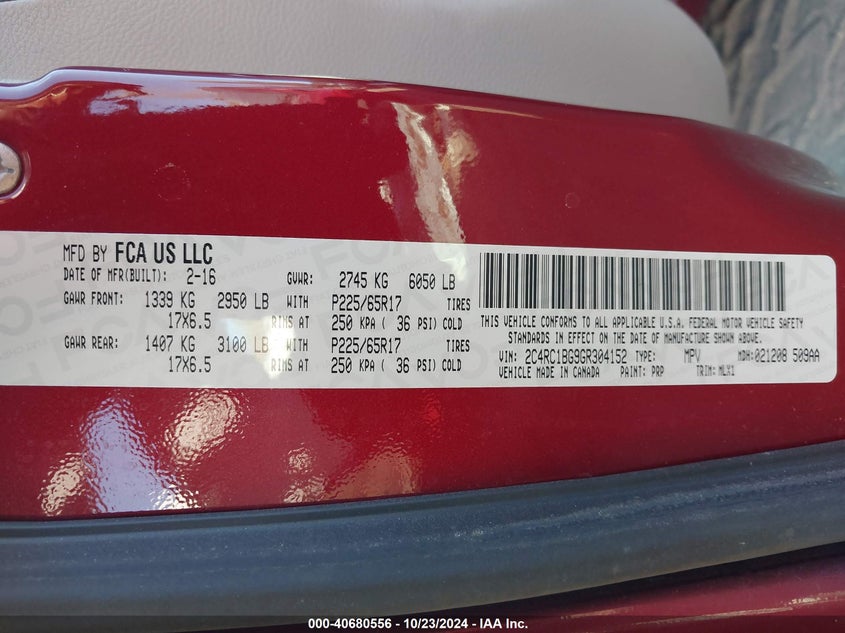 MFD BY FCA US LLC
DATE OF MFR(BUILT): 2-16 GVWR: 2745 KG 6050 LB
GAWR FRONT: 1339 KG 2950 LB WITH P225/65R17 TIRES
17X6.5 RIMS AT 250 KPA ( 36 PSI) COLD
GAWR REAR: 1407 KG 3100 LB WITH P225/65R17 TIRES
17X6.5 RIMS AT 250 KPA ( 36 PSI) COLD
THIS VEHICLE CONFORMS TO ALL APPLICABLE U.S.A. FEDERAL MOTOR VEHICLE SAFETY
STANDARDS IN EFFECT ON THE DATE OF MANUFACTURE SHOWN ABOVE.
VIN: 2C4RC1BG9GR304152 TYPE: MPV MDH:021208 509AA
VEHICLE MADE IN CANADA PAINT: PRP TRIM: MLX1
000-40680556 - 10/23/2024 - IAA Inc.